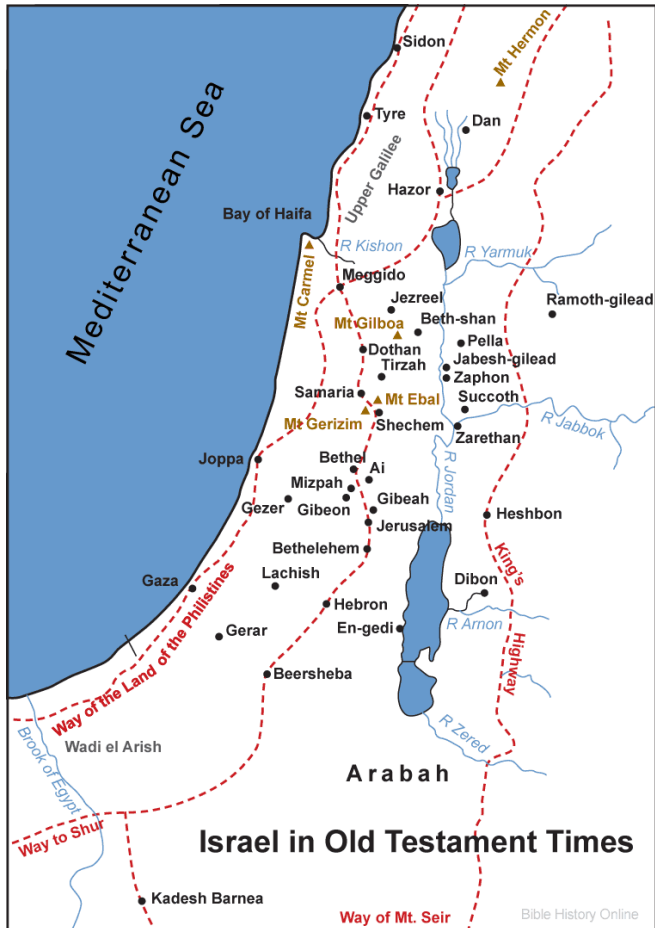 Sidon
Mt Hermon
Mediterranean Sea
Tyre
Dan
Upper Galilee
Hazor
Bay of Haifa
R Kishon
R Yarmuk
Mt Carmel
Meggido
Jezreel
Ramoth-gilead
Mt Gilboa
Beth-shan
Dothan
Pella
Tirzah
Jabesh-gilead
Zaphon
Samaria
Mt Ebal
Succoth
Mt Gerizim
Shechem
R Jabbok
Zarethan
Joppa
Bethel
Ai
R Jordan
Mizpah
Gezer
Gibeon
Gibeah
Heshbon
Jerusalem
Bethelehem
King's
Highway
Gaza
Lachish
Dibon
Hebron
Gerar
En-gedi
R Arnon
Way of the Land of the Philistines
Beersheba
Brook of Egypt
Wadi el Arish
R Zered
Arabah
Way to Shur
Israel in Old Testament Times
Kadesh Barnea
Way of Mt. Seir
Bible History Online